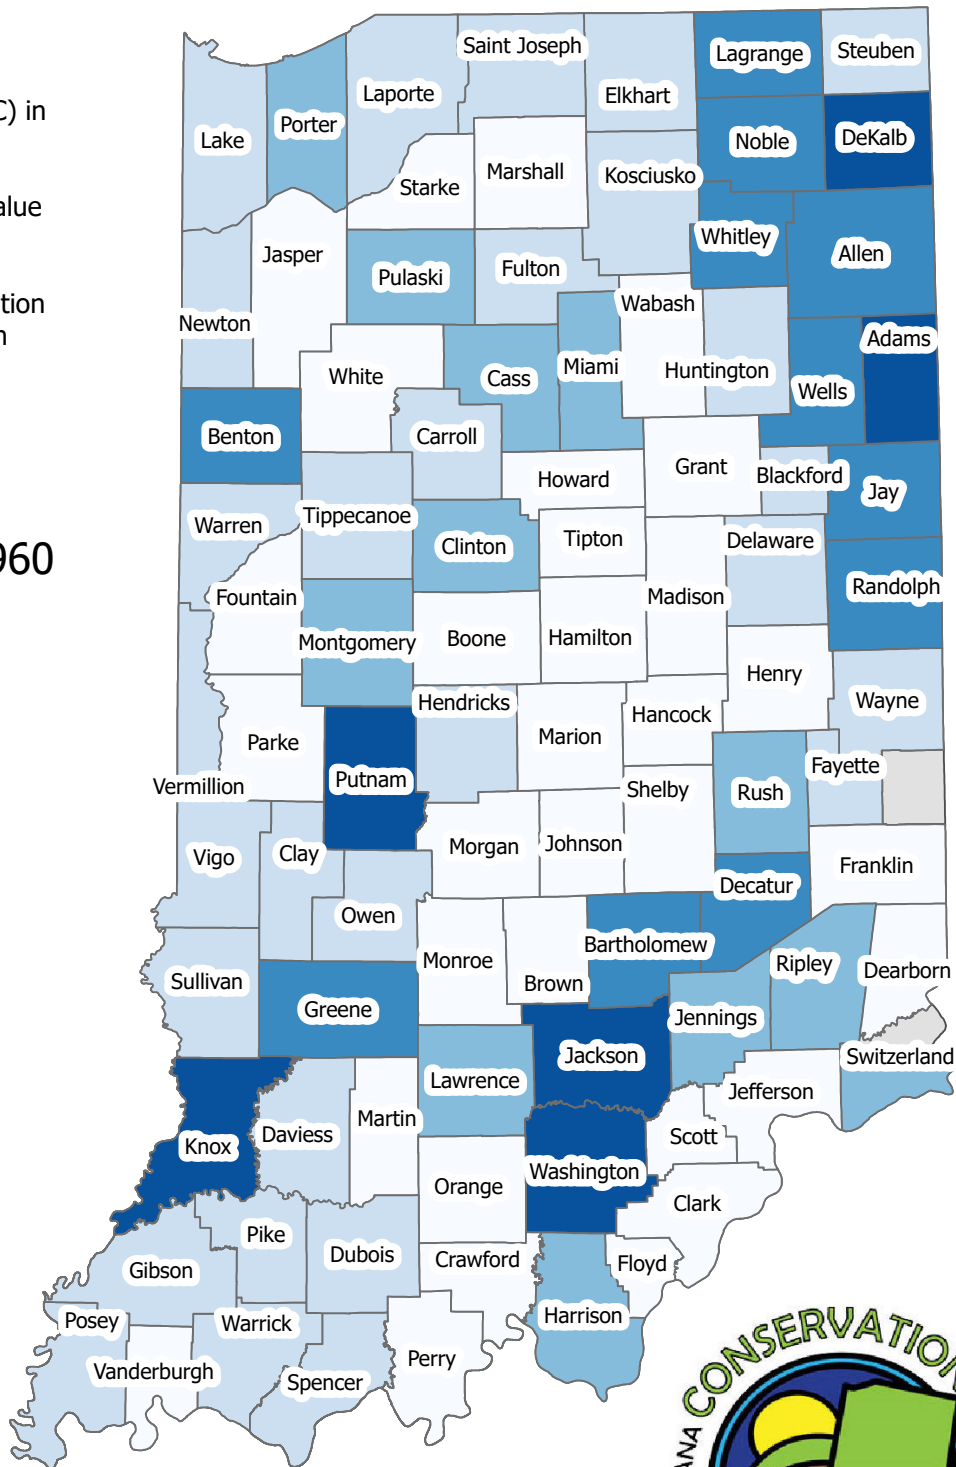 C) in
alue
tion
n
960
Saint Joseph
Lagrange
Steuben
Laporte
Elkhart
Lake
Porter
Noble
DeKalb
Starke
Marshall
Kosciusko
Jasper
Whitley
Allen
Pulaski
Fulton
Newton
Wabash
Adams
White
Cass
Miami
Huntington
Wells
Benton
Carroll
Howard
Grant
Blackford
Jay
Warren
Tippecanoe
Clinton
Tipton
Delaware
Fountain
Madison
Randolph
Montgomery
Boone
Hamilton
Henry
Hendricks
Hancock
Wayne
Parke
Marion
Vermillion
Putnam
Shelby
Rush
Fayette
Vigo
Clay
Morgan
Johnson
Franklin
Decatur
Owen
Bartholomew
Sullivan
Monroe
Brown
Ripley
Dearborn
Greene
Jennings
Jackson
Switzerland
Lawrence
Jefferson
Knox
Daviess
Martin
Scott
Washington
Orange
Clark
Pike
Dubois
Crawford
Floyd
Gibson
Posey
Warrick
Harrison
Vanderburgh
Spencer
Perry
ANA CONSERVATION